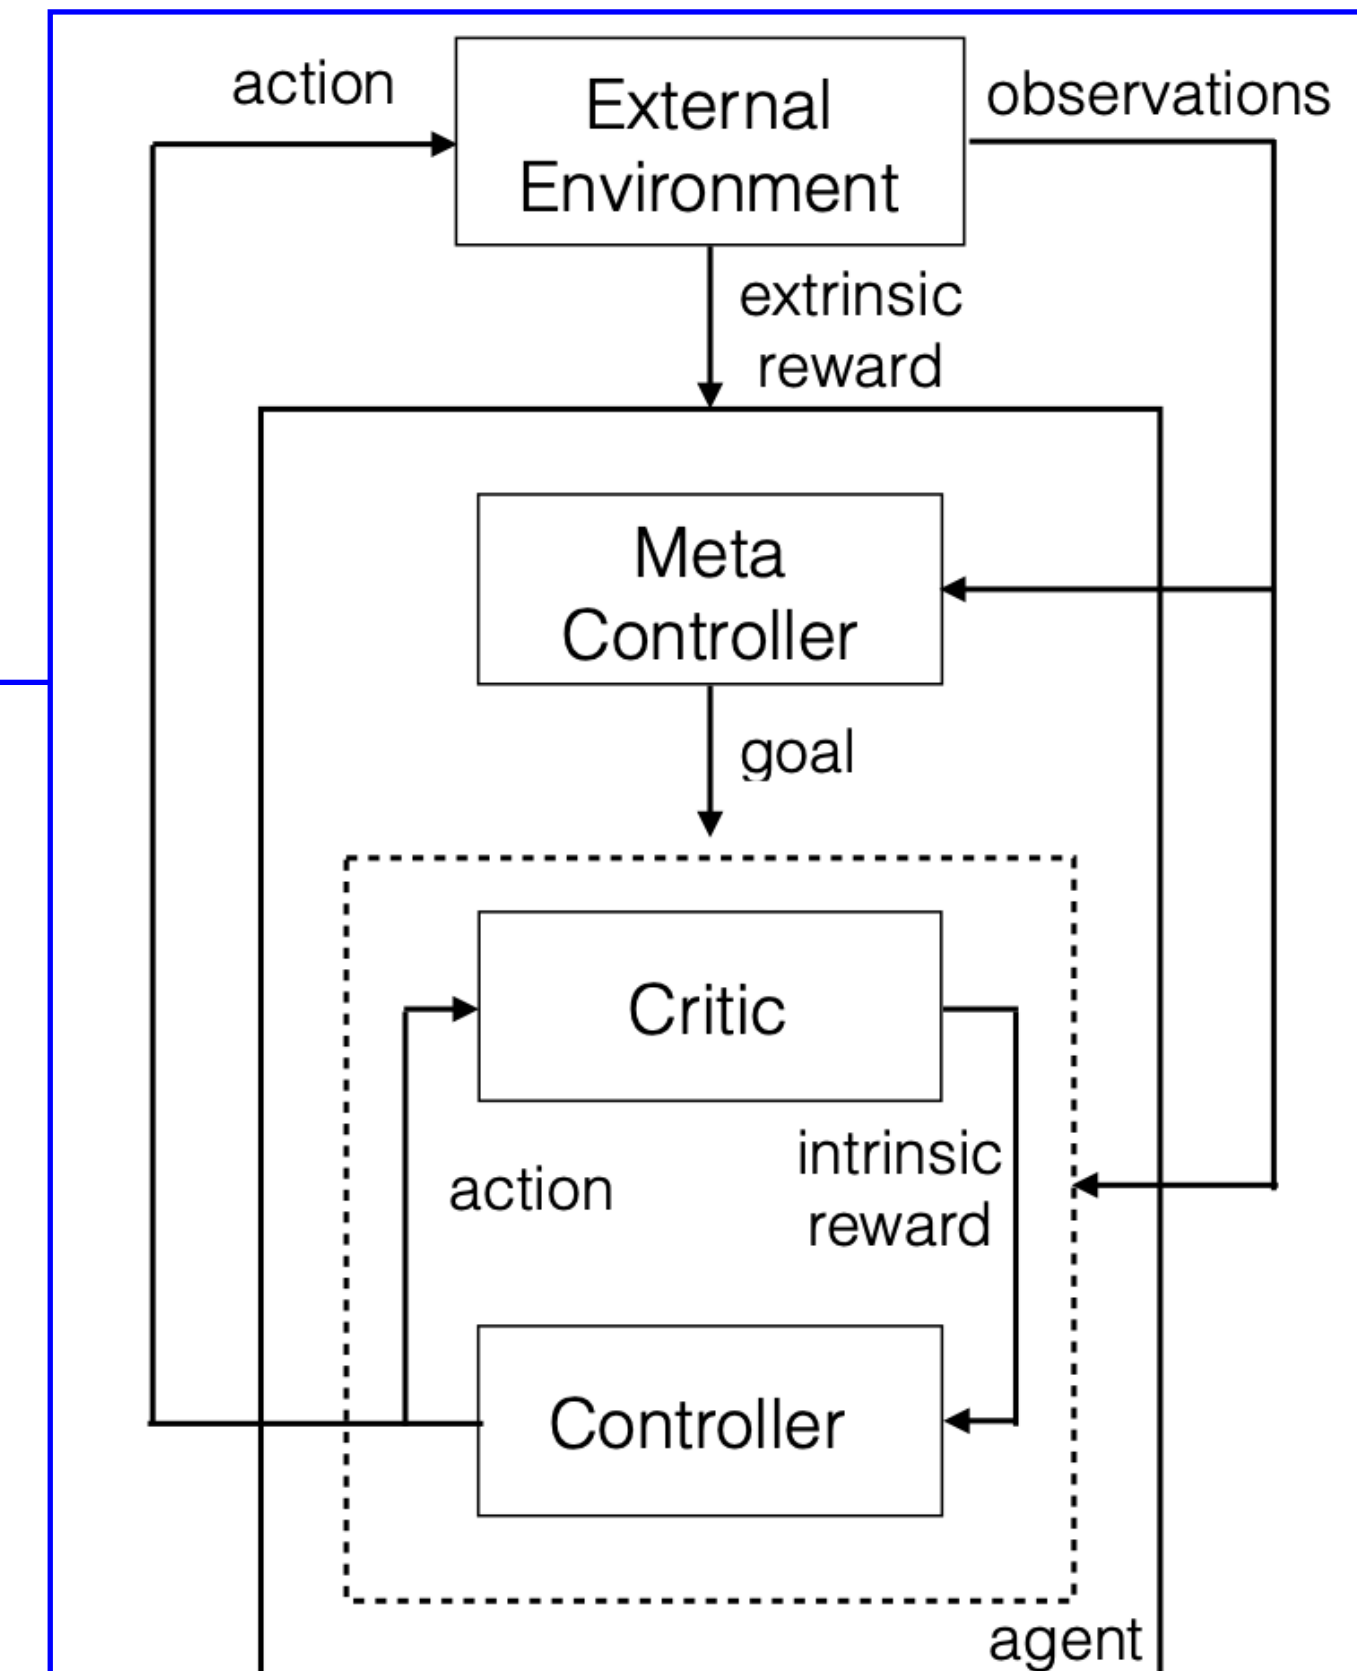 action
External
Environment
observations
extrinsic
reward
Meta
Controller
goal
Critic
action
intrinsic
reward
Controller
agent